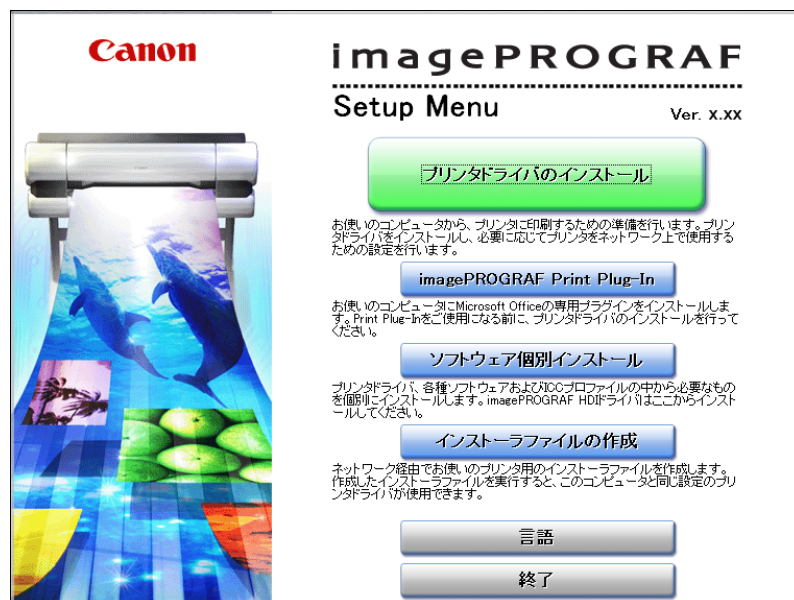 Canon
imagePROGRAF
Setup Menu
Ver. x.xx
プリンタドライバのインストール
お使いのコンピュータから、プリンタに印刷するための準備を行います。プリン
タドライバをインストールし、必要に応じてプリンタをネットワーク上で使用する
ための設定を行います。
imagePROGRAF Print Plug-In
お使いのコンピュータにMicrosoft Officeの専用プラグインをインストールしま
す。Print Plug-Inをご使用になる前に、プリンタドライバのインストールを行って
ください。
ソフトウェア個別インストール
プリンタドライバ、各種ソフトウェアおよびICCプロファイルの中から必要なもの
を個別にインストールします。imagePROGRAF HDIドライバはここからインスト
ールしてください。
インストーラファイルの作成
ネットワーク経由でお使いのプリンタ用のインストーラファイルを作成します。
作成したインストーラファイルを実行すると、このコンピュータと同じ設定のプリ
ンタドライバが使用できます。
言語
終了